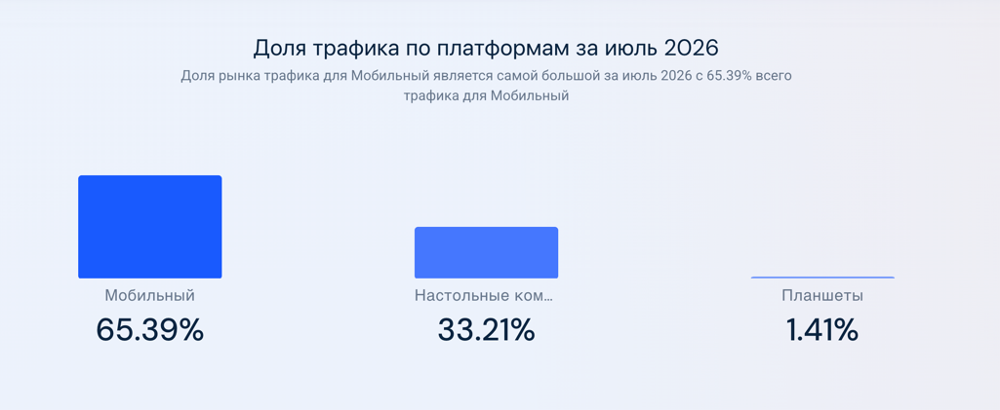 Доля трафика по платформам за июль 2026
Доля рынка трафика для Мобильный является самой большой за июль 2026 с 65.39% всего
трафика для Мобильный
Мобильный
65.39%
Настольные ком...
33.21%
Планшеты
1.41%